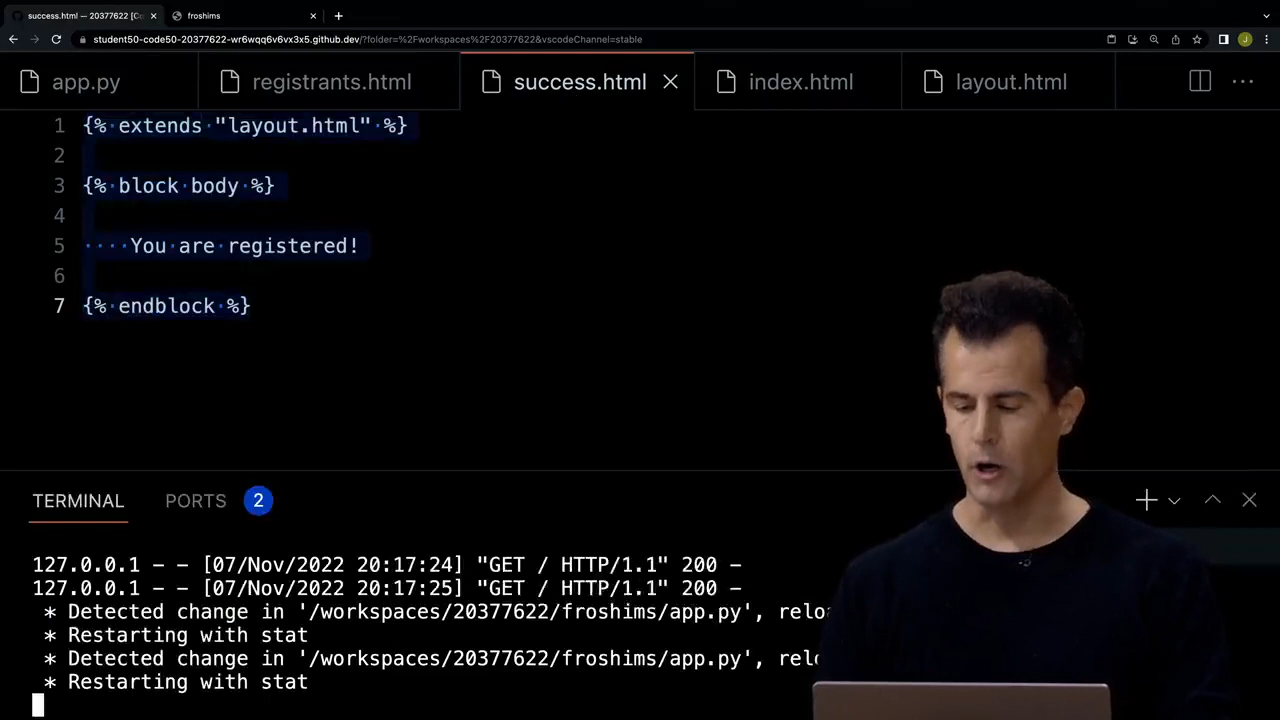 success.html — 20377622 [Co
froshims
student50-code50-20377622-wr6wqq6v6vx3x5.github.dev/?folder=%2Fworkspaces%2F20377622&vscodeChannel=stable
J
app.py
registrants.html
success.html
index.html
layout.html
1 {% extends "layout.html" %}
2
3 {% block body %}
4
5 ····You are registered!
6
7 {% endblock %}
TERMINAL
PORTS 2
127.0.0.1 - - [07/Nov/2022 20:17:24] "GET / HTTP/1.1" 200 -
127.0.0.1 - - [07/Nov/2022 20:17:25] "GET / HTTP/1.1" 200 -
* Detected change in '/workspaces/20377622/froshims/app.py', reloa
* Restarting with stat
* Detected change in '/workspaces/20377622/froshims/app.py', relo
* Restarting with stat